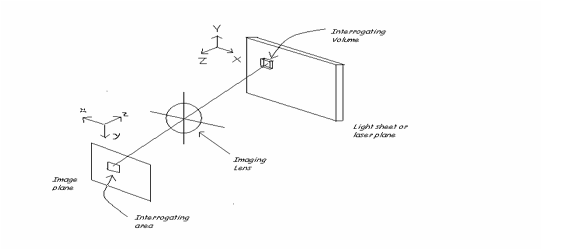 Interrogating
Volume
Y
Z
X
Light sheet or
laser plane
x
z
y
Imaging
Lens
Image
plane
Interrogating
area